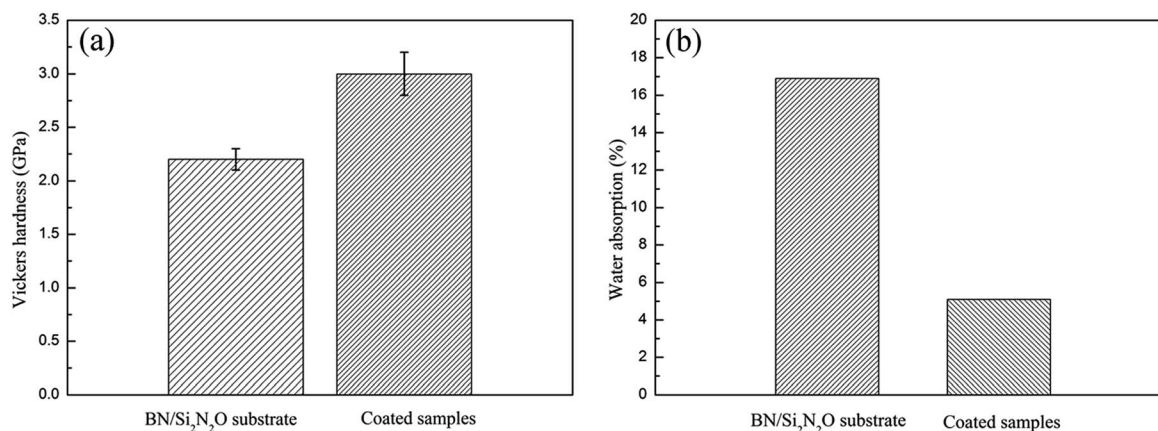 (a)
Vickers hardness (GPa)
3.5
3.0
2.5
2.0
1.5
1.0
0.5
0.0
BN/Si₂N₂O substrate
Coated samples
(b)
Water absorption (%)
20
18
16
14
12
10
8
6
4
2
0
BN/Si₂N₂O substrate
Coated samples